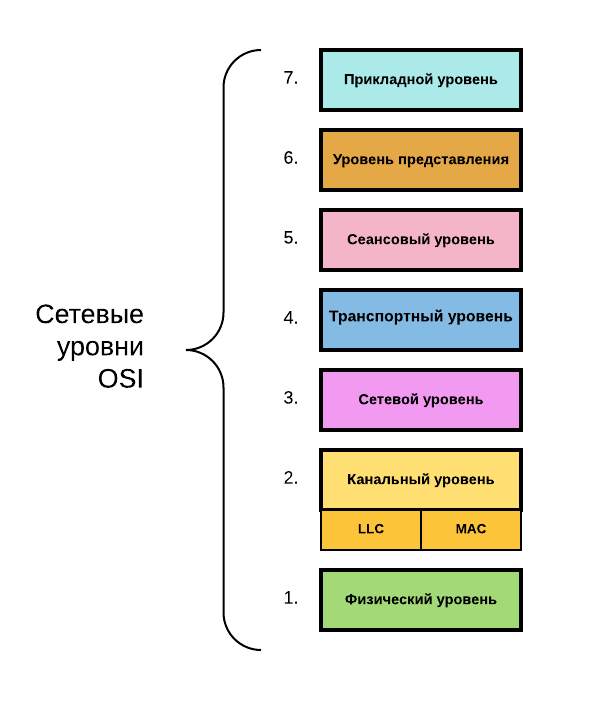 7. Прикладной уровень
6. Уровень представления
5. Сеансовый уровень
4. Транспортный уровень
Сетевые
уровни
OSI
3. Сетевой уровень
2. Канальный уровень
LLC MAC
1. Физический уровень